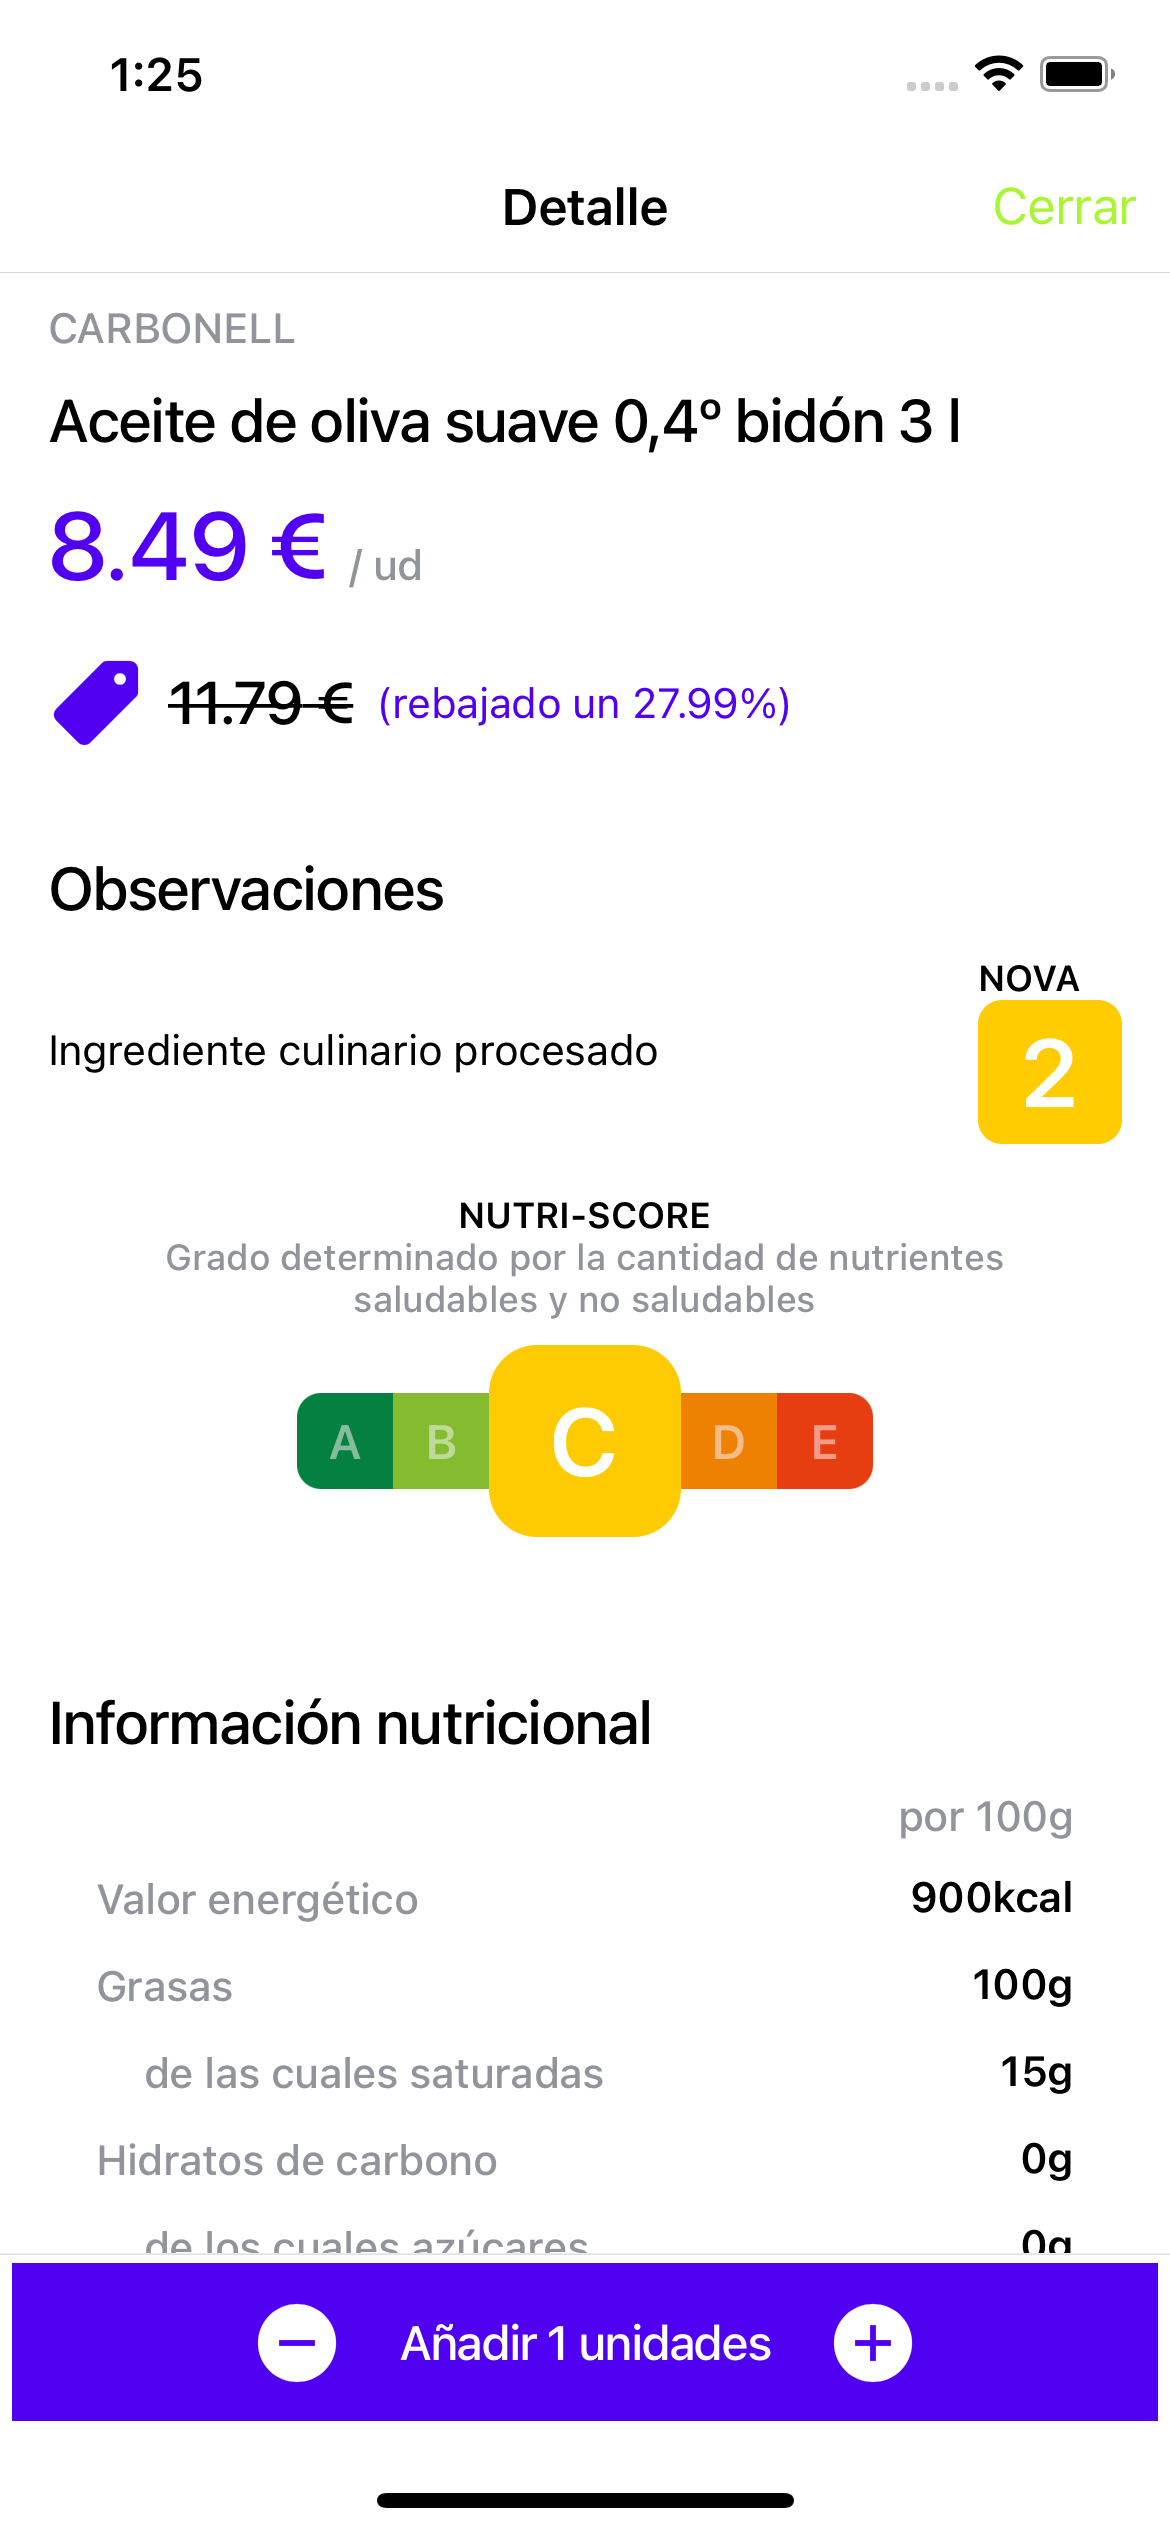 1:25
Detalle
Cerrar
CARBONELL
Aceite de oliva suave 0,4º bidón 3 l
8.49 € / ud
11.79 € (rebajado un 27.99%)
Observaciones
NOVA
Ingrediente culinario procesado
2
NUTRI-SCORE
Grado determinado por la cantidad de nutrientes
saludables y no saludables
A B C D E
Información nutricional
por 100g
Valor energético 900kcal
Grasas 100g
de las cuales saturadas 15g
Hidratos de carbono 0g
de los cuales azúcares 0g
Añadir 1 unidades